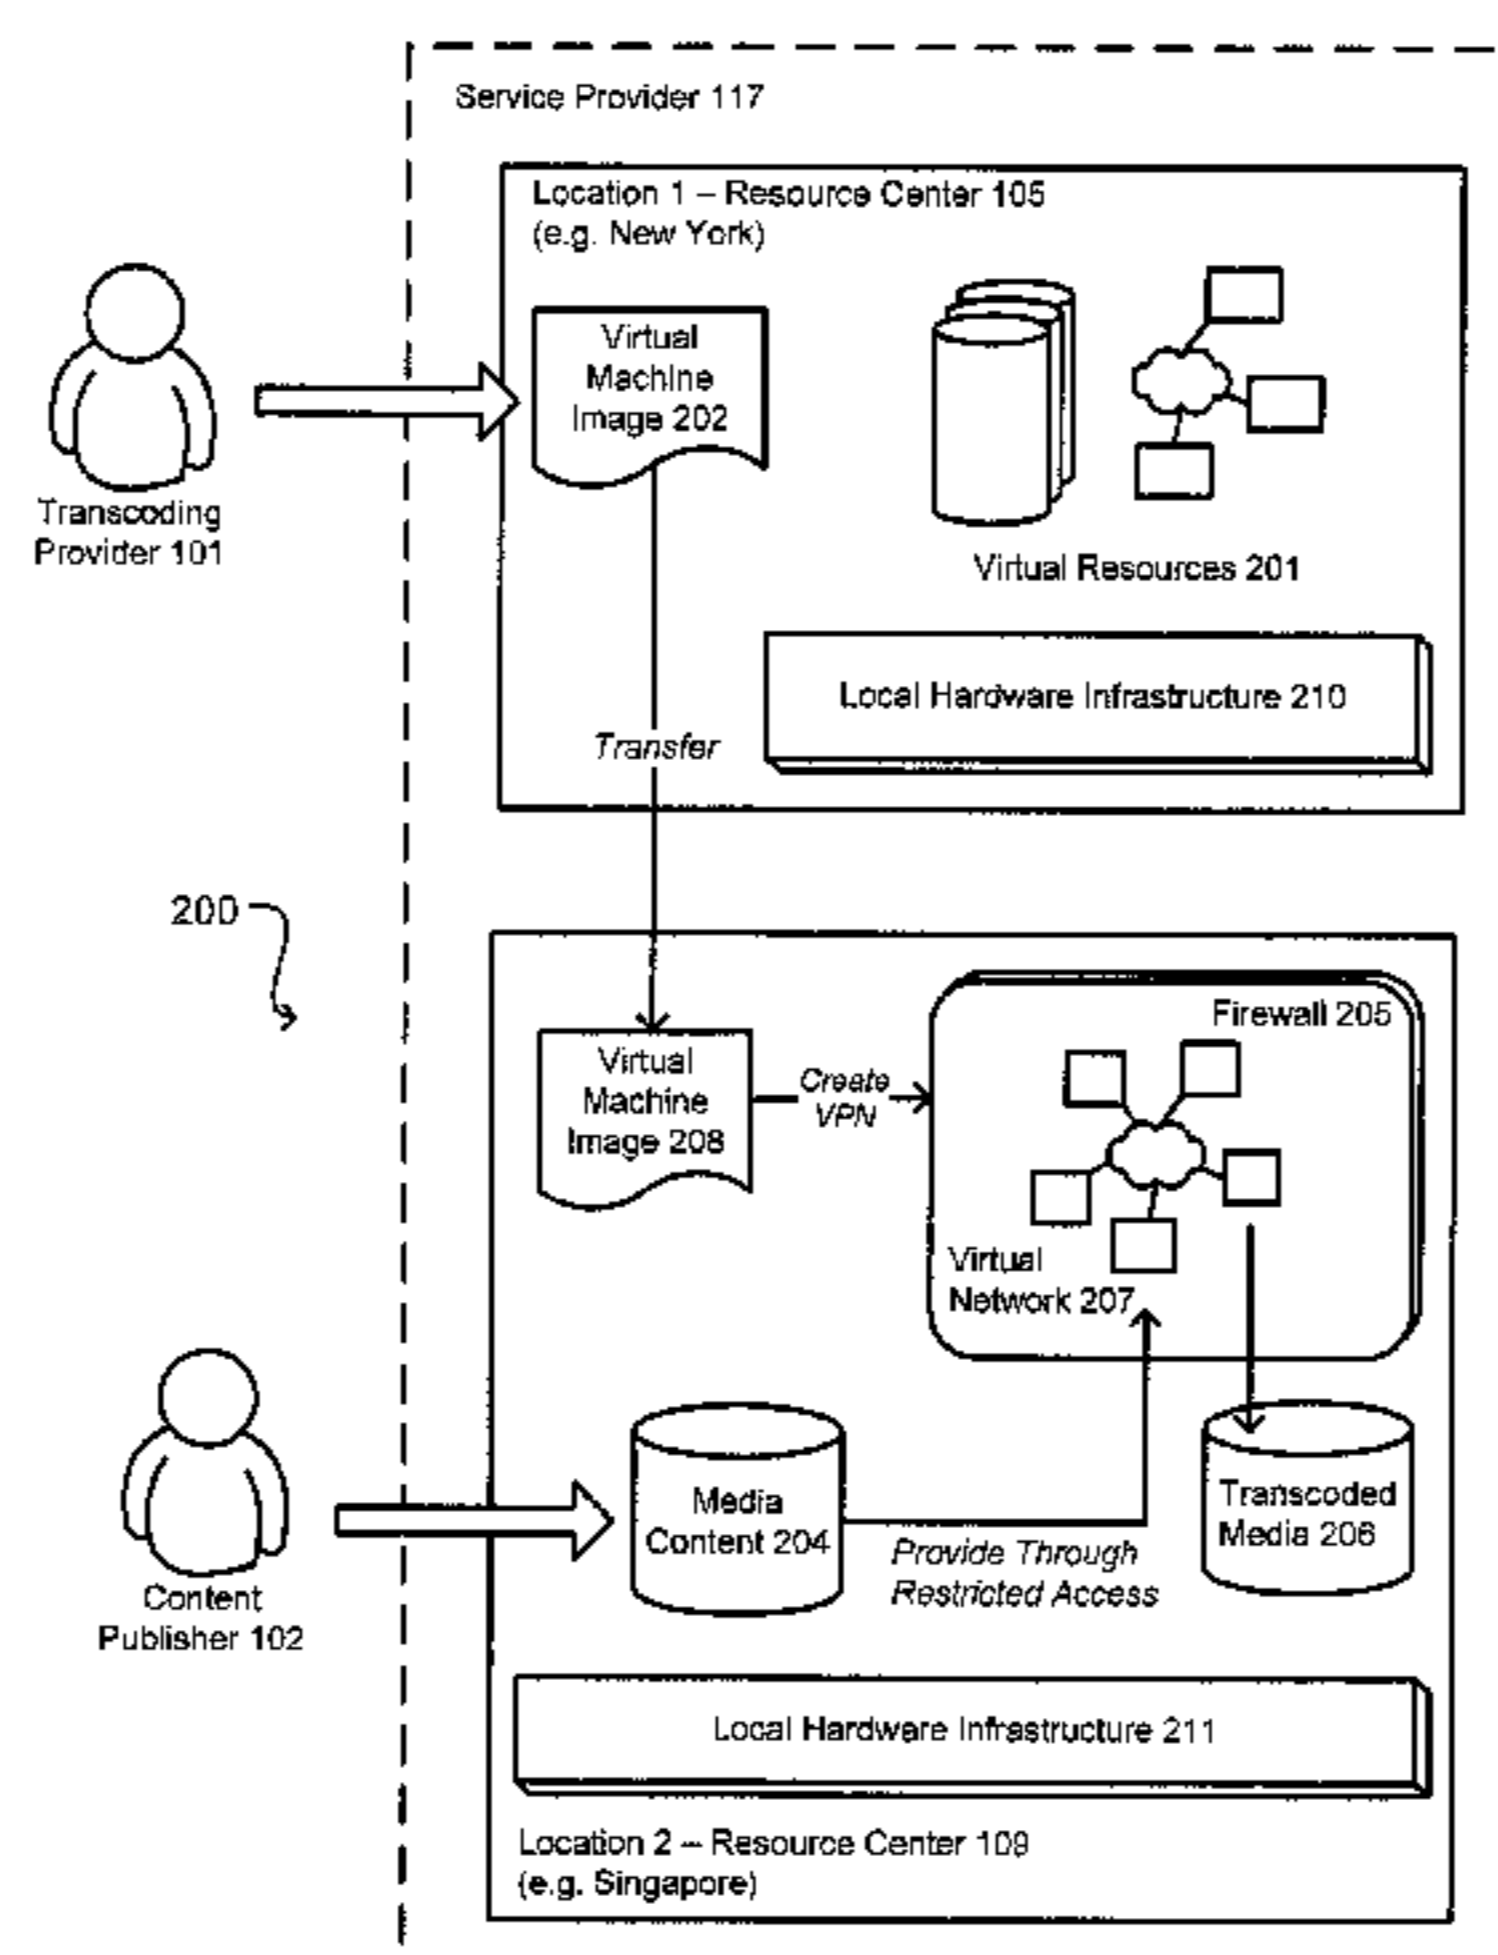 Service Provider 117
Location 1 – Resource Center 105
(e.g. New York)
Virtual
Machine
Image 202
Transcoding
Provider 101
Virtual Resources 201
Local Hardware Infrastructure 210
Transfer
200
Firewall 205
Virtual
Machine
Image 208
Create
VPN
Virtual
Network 207
Media
Content 204
Transcoded
Media 206
Provide Through
Restricted Access
Content
Publisher 102
Local Hardware Infrastructure 211
Location 2 – Resource Center 109
(e.g. Singapore)